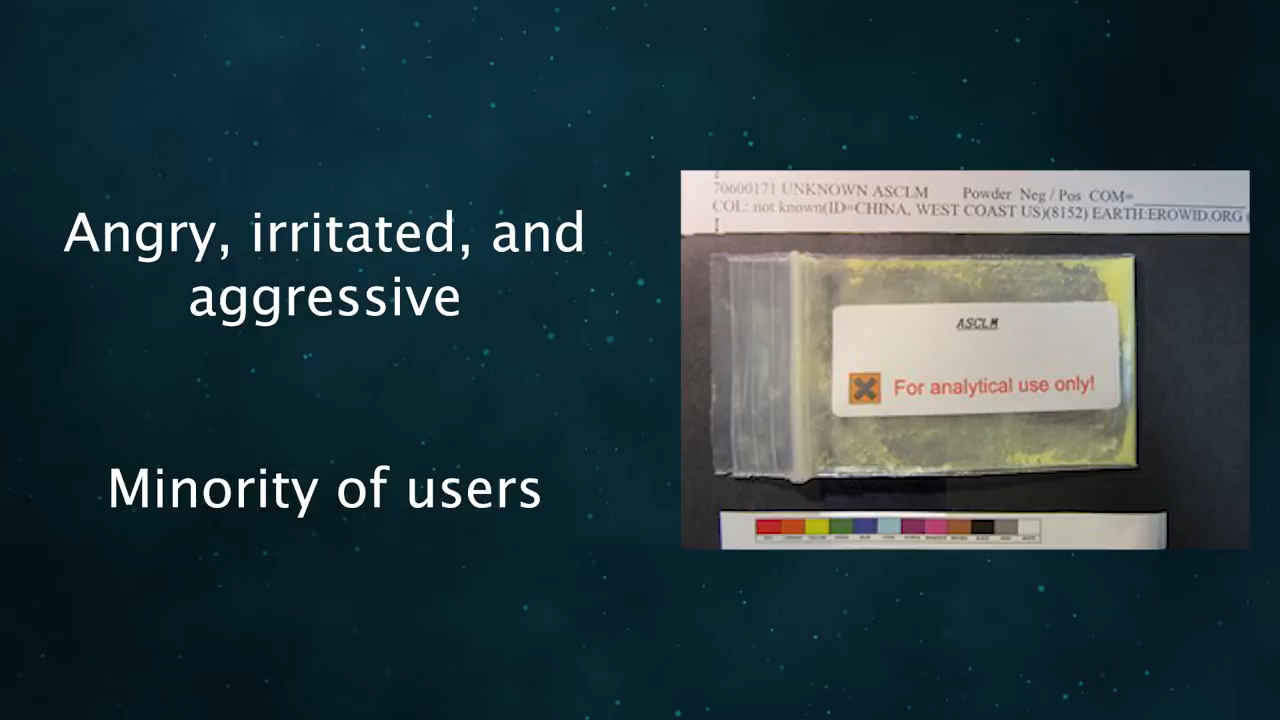 Angry, irritated, and
aggressive
Minority of users
70600171 UNKNOWN ASCLM Powder Neg / Pos COM=
COL: not known(ID=CHINA, WEST COAST US)(8152) EARTH:EROWID.ORG (
ASCLM
For analytical use only!